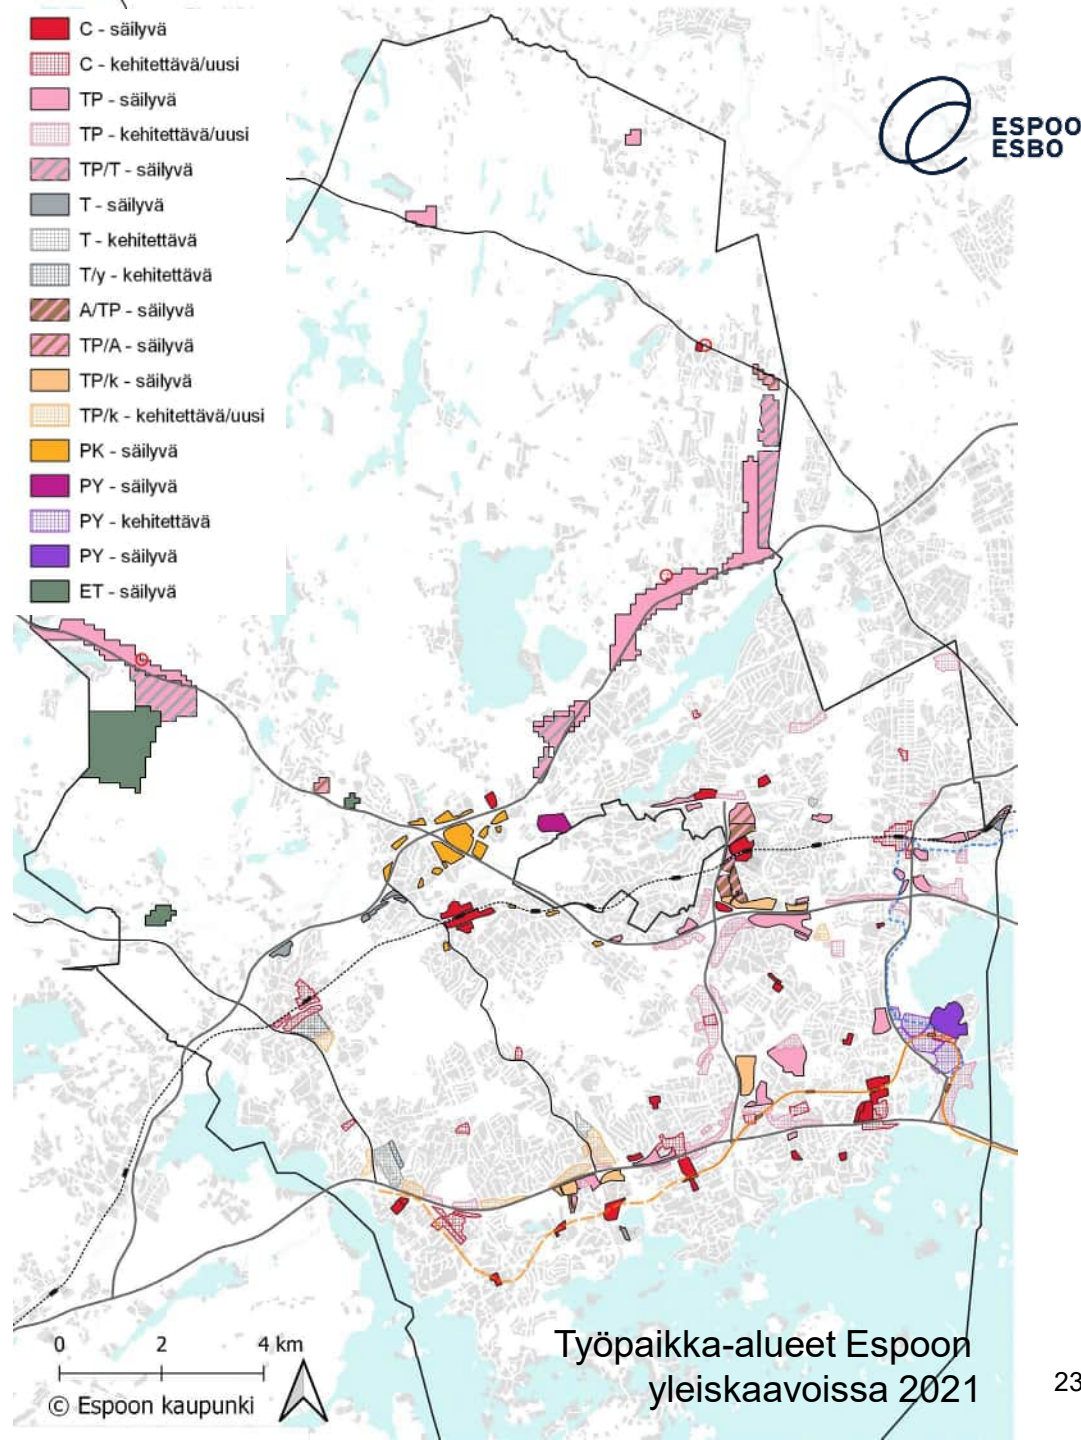 C - säilyvä
C - kehitettävä/uusi
TP - säilyvä
TP - kehitettävä/uusi
TP/T - säilyvä
T - säilyvä
T - kehitettävä
T/y - kehitettävä
A/TP - säilyvä
TP/A - säilyvä
TP/k - säilyvä
TP/k - kehitettävä/uusi
PK - säilyvä
PY - säilyvä
PY - kehitettävä
PY - säilyvä
ET - säilyvä
ESPOO
ESBO
0 2 4 km
© Espoon kaupunki
Työpaikka-alueet Espoon
yleiskaavoissa 2021
23